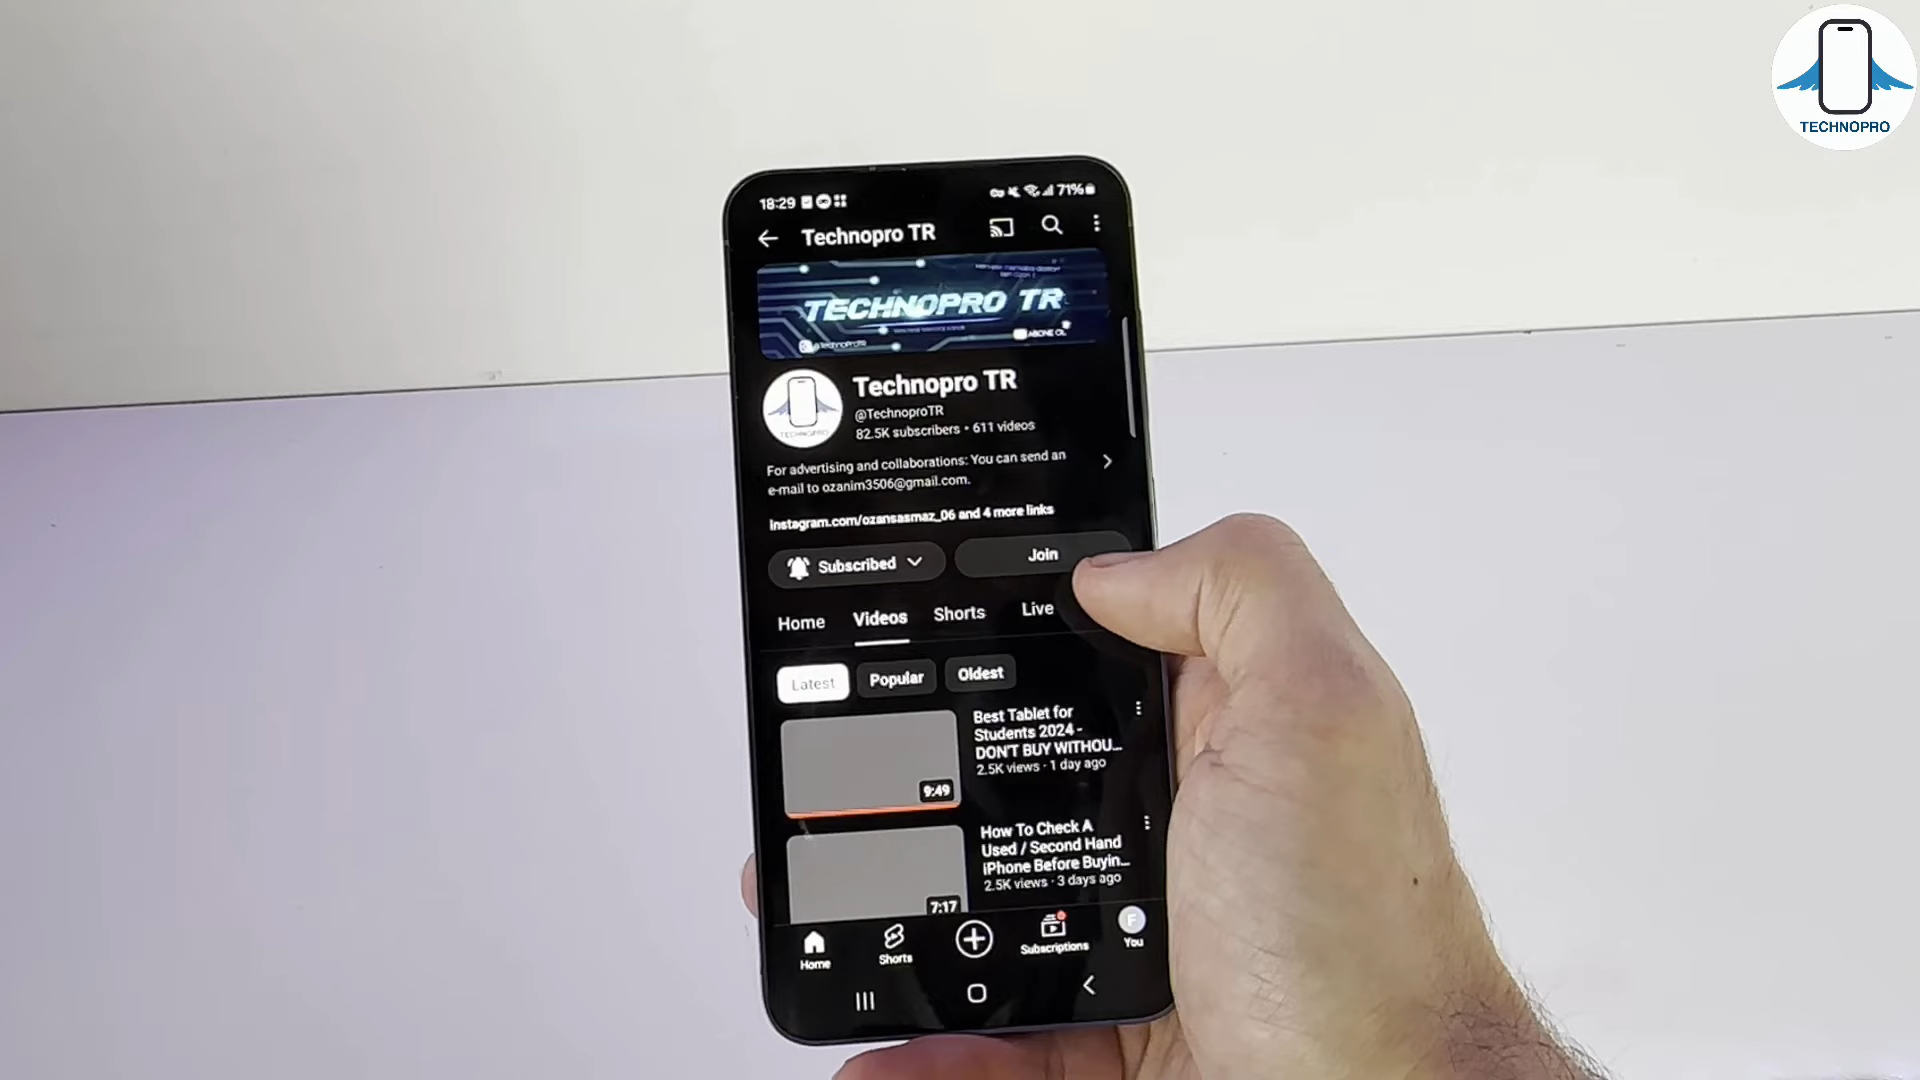 TECHNOPRO
18:29
71%
Technopro TR
TECHNOPRO TR
ABONE OL
@TechnoProTR
Technopro TR
@TechnoproTR
82.5K subscribers • 611 videos
For advertising and collaborations: You can send an
e-mail to ozanim3506@gmail.com.
instagram.com/ozansasmaz_06 and 4 more links
Subscribed
Join
Home
Videos
Shorts
Live
Latest
Popular
Oldest
Best Tablet for
Students 2024 -
DON'T BUY WITHOU...
2.5K views · 1 day ago
9:49
How To Check A
Used / Second Hand
iPhone Before Buyin...
2.5K views · 3 days ago
7:17
Home
Shorts
Subscriptions
F
You